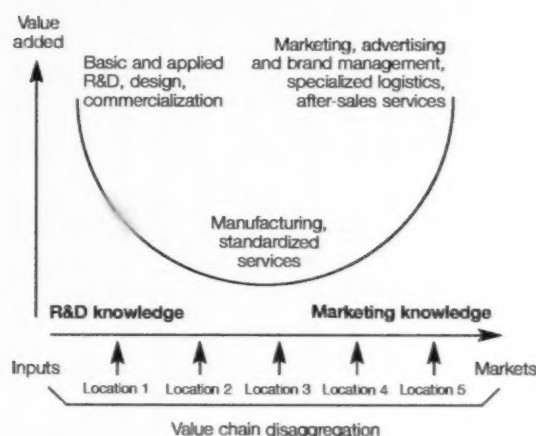 Value
added
Basic and applied
R&D, design,
commercialization
Marketing, advertising
and brand management,
specialized logistics,
after-sales services
Manufacturing,
standardized
services
R&D knowledge
Marketing knowledge
Inputs
Location 1
Location 2
Location 3
Location 4
Location 5
Markets
Value chain disaggregation